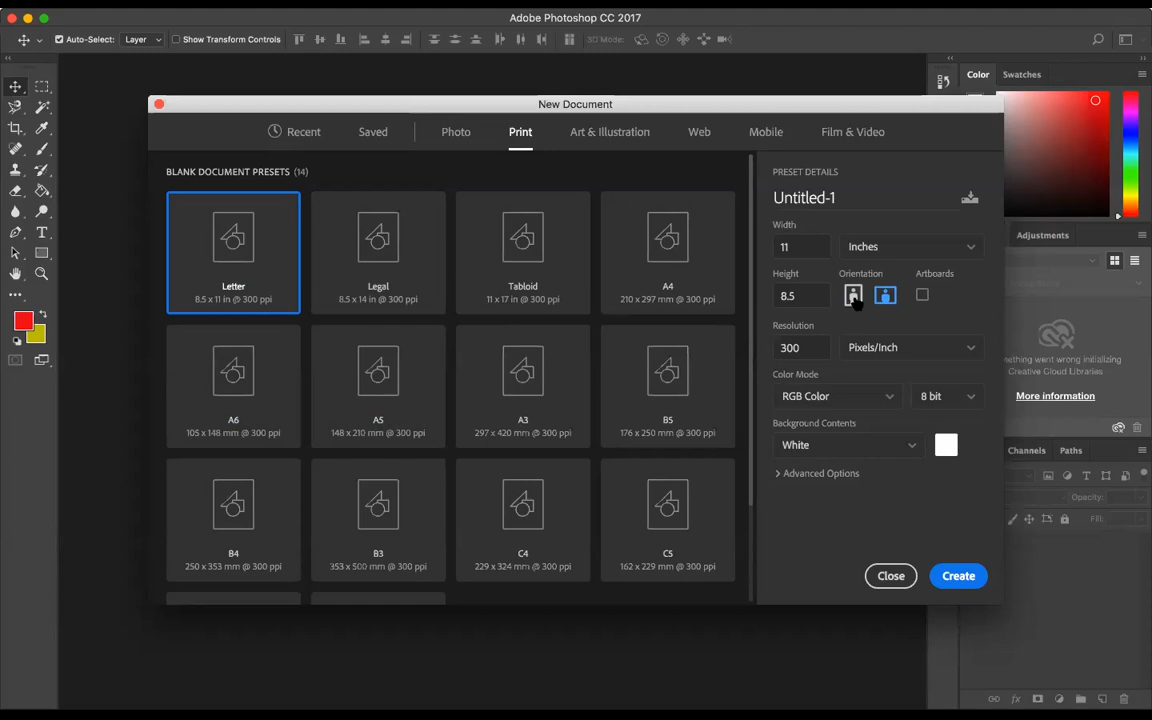 Adobe Photoshop CC 2017
Auto-Select: Layer Show Transform Controls 3D Mode:
Color Swatches
New Document
Recent Saved Photo Print Art & Illustration Web Mobile Film & Video
BLANK DOCUMENT PRESETS (14)
Letter
8.5 x 11 in @ 300 ppi
Legal
8.5 x 14 in @ 300 ppi
Tabloid
11 x 17 in @ 300 ppi
A4
210 x 297 mm @ 300 ppi
A6
105 x 148 mm @ 300 ppi
A5
148 x 210 mm @ 300 ppi
A3
297 x 420 mm @ 300 ppi
B5
176 x 250 mm @ 300 ppi
B4
250 x 353 mm @ 300 ppi
B3
353 x 500 mm @ 300 ppi
C4
229 x 324 mm @ 300 ppi
C5
162 x 229 mm @ 300 ppi
PRESET DETAILS
Untitled-1
Width
11 Inches
Height Orientation Artboards
8.5
Resolution
300 Pixels/Inch
Color Mode
RGB Color 8 bit
Background Contents
White
Advanced Options
Close Create
Adjustments
went wrong initializing
Creative Cloud Libraries
More information
Channels Paths
Opacity:
Fill:
fx